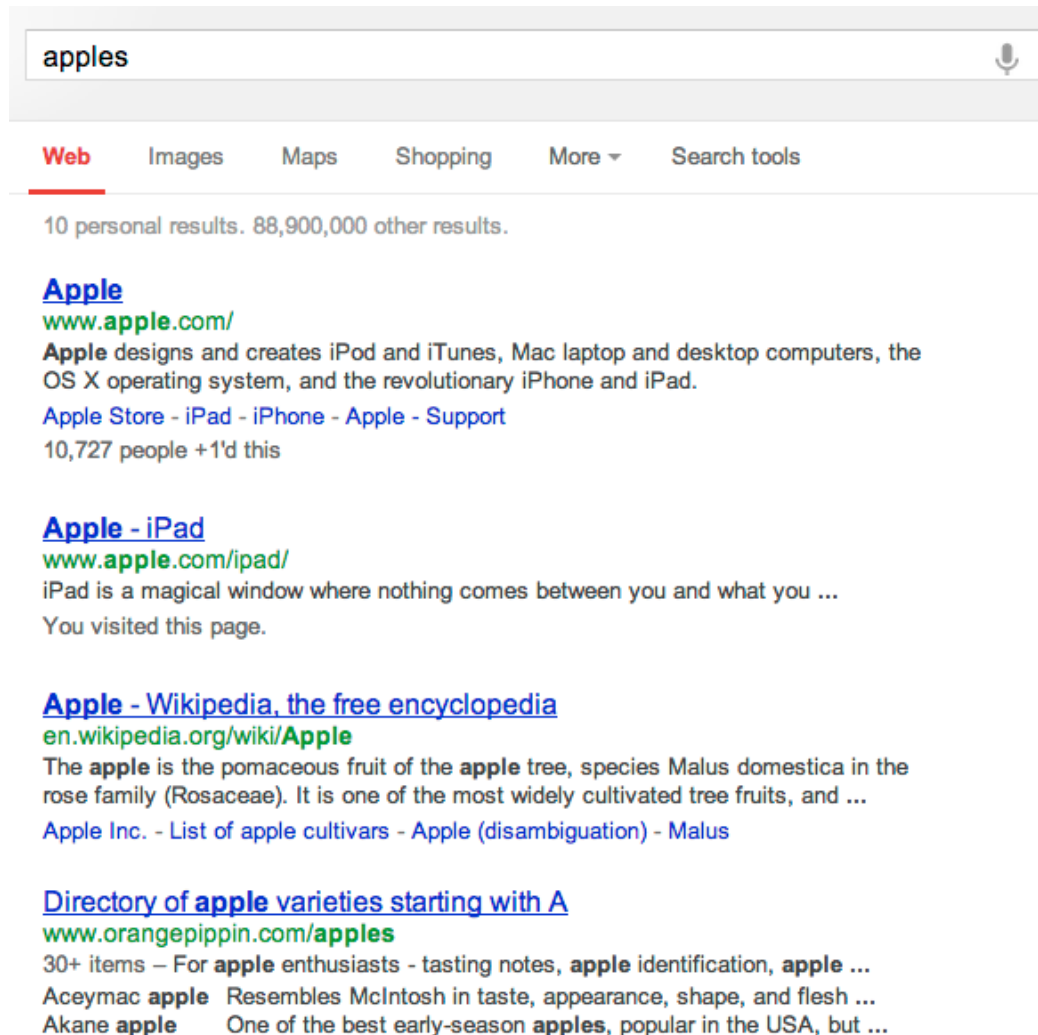 apples
Web Images Maps Shopping More Search tools
10 personal results. 88,900,000 other results.
Apple
www.apple.com/
Apple designs and creates iPod and iTunes, Mac laptop and desktop computers, the
OS X operating system, and the revolutionary iPhone and iPad.
Apple Store - iPad - iPhone - Apple - Support
10,727 people +1'd this
Apple - iPad
www.apple.com/ipad/
iPad is a magical window where nothing comes between you and what you ...
You visited this page.
Apple - Wikipedia, the free encyclopedia
en.wikipedia.org/wiki/Apple
The apple is the pomaceous fruit of the apple tree, species Malus domestica in the
rose family (Rosaceae). It is one of the most widely cultivated tree fruits, and ...
Apple Inc. - List of apple cultivars - Apple (disambiguation) - Malus
Directory of apple varieties starting with A
www.orangepippin.com/apples
30+ items – For apple enthusiasts - tasting notes, apple identification, apple ...
Aceymac apple Resembles McIntosh in taste, appearance, shape, and flesh ...
Akane apple One of the best early-season apples, popular in the USA, but ...